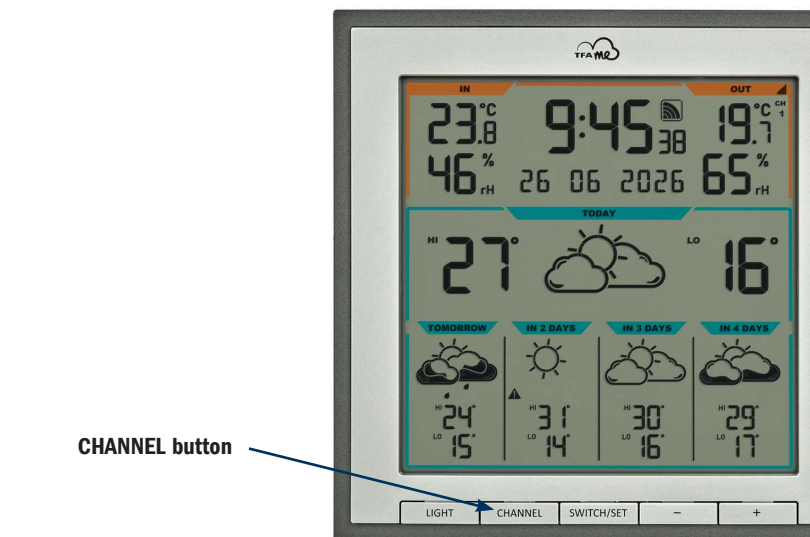 TFA me
IN OUT
23.8 °C 9:45 38 19.7 °C CH 1
46 % rH 26 06 2026 65 % rH
TODAY
HI 27° LO 16°
TOMORROW IN 2 DAYS IN 3 DAYS IN 4 DAYS
HI 24° HI 31° HI 30° HI 29°
LO 15° LO 14° LO 16° LO 17°
CHANNEL button
LIGHT CHANNEL SWITCH/SET – +